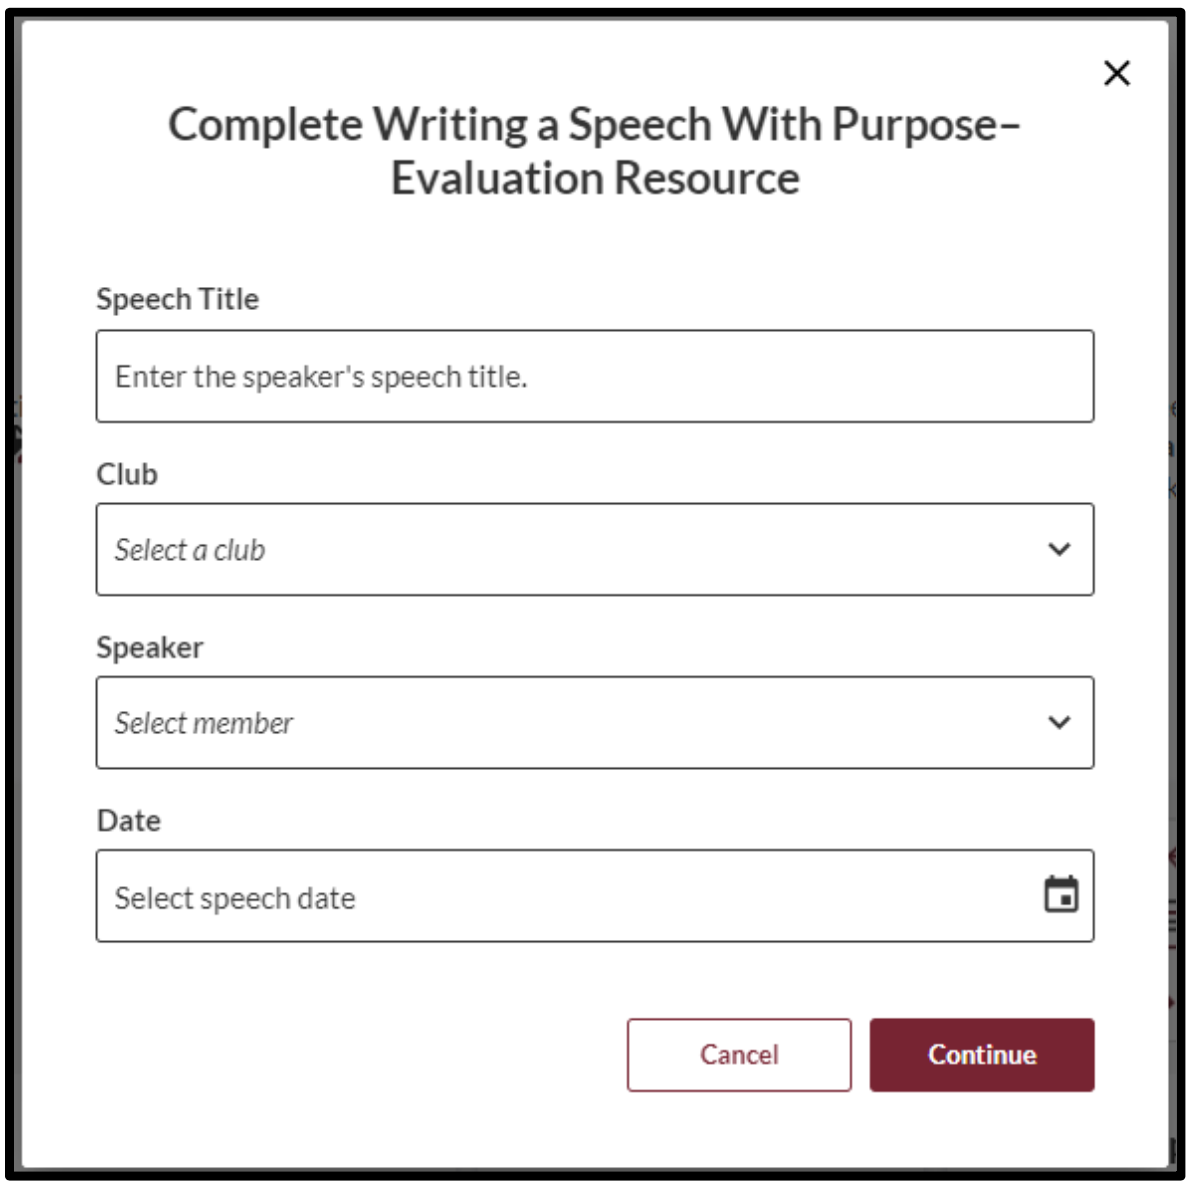 Complete Writing a Speech With Purpose–
Evaluation Resource
Speech Title
Enter the speaker's speech title.
Club
Select a club
Speaker
Select member
Date
Select speech date
Cancel
Continue